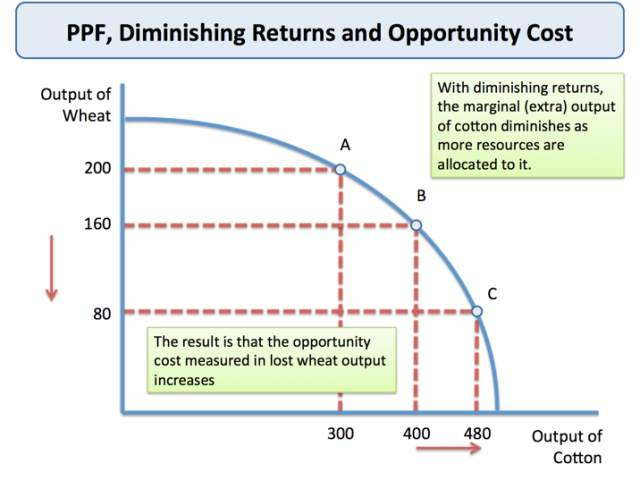 PPF, Diminishing Returns and Opportunity Cost
Output of
Wheat
With diminishing returns,
the marginal (extra) output
of cotton diminishes as
more resources are
allocated to it.
A
200
B
160
C
80
The result is that the opportunity
cost measured in lost wheat output
increases
300
400
480
Output of
Cotton